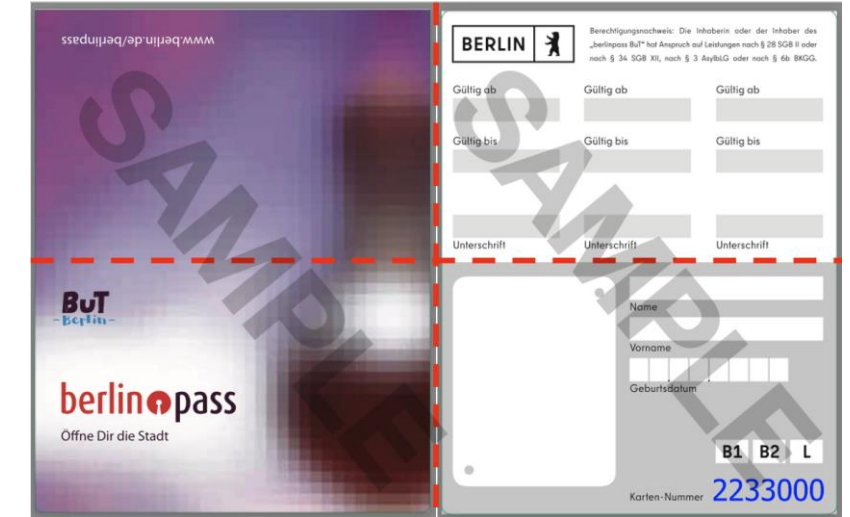 www.berlin.de/berlinpass
BuT
-Berlin-
berlinpass
Öffne Dir die Stadt
BERLIN
Berechtigungsnachweis: Die Inhaberin oder der Inhaber des
„berlinpass BuT" hat Anspruch auf Leistungen nach § 28 SGB II oder
nach § 34 SGB XII, nach § 3 AsylbLG oder nach § 6b BKGG.
Gültig ab Gültig ab Gültig ab
Gültig bis Gültig bis Gültig bis
Unterschrift Unterschrift Unterschrift
Name
Vorname
Geburtsdatum
B1 B2 L
Karten-Nummer 2233000
SAMPLE
SAMPLE